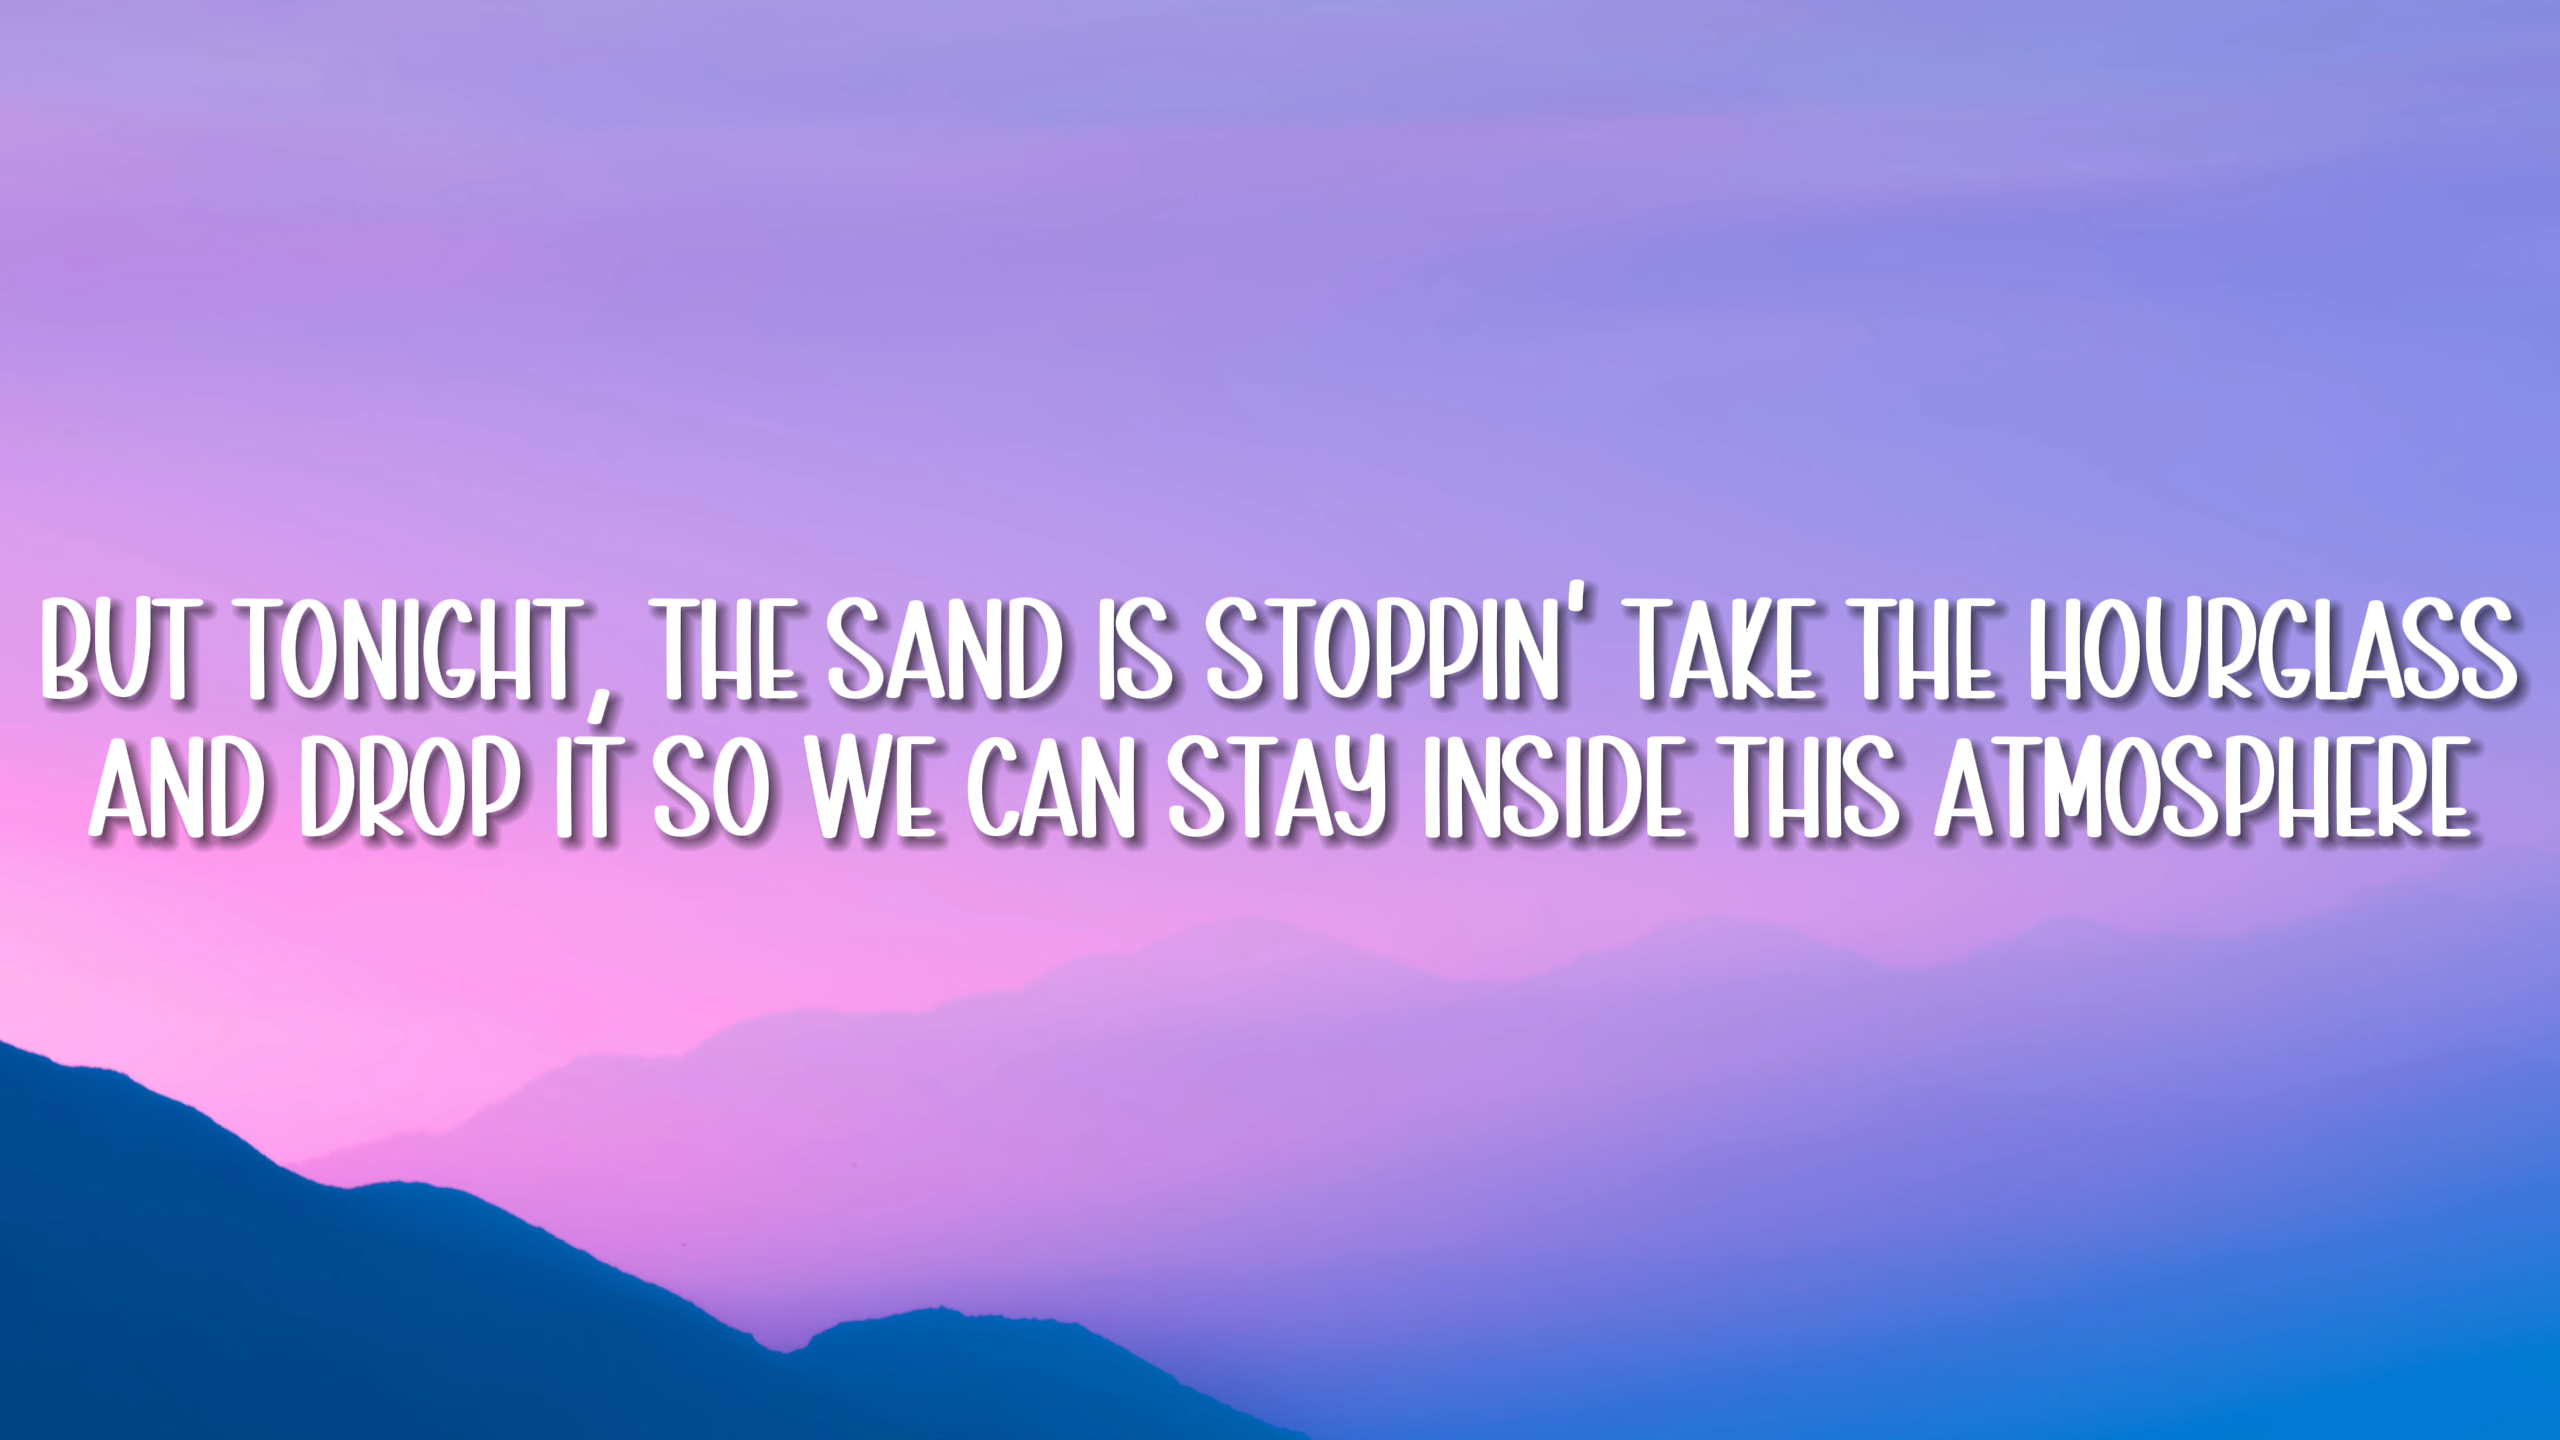 BUT TONIGHT, THE SAND IS STOPPIN' TAKE THE HOURGLASS
AND DROP IT SO WE CAN STAY INSIDE THIS ATMOSPHERE